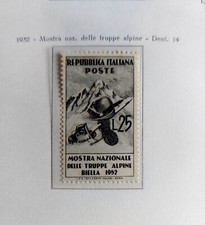 1952 - Mostra naz. delle truppe alpine - Dent. 14
REPUBBLICA ITALIANA
POSTE
L.25
MOSTRA NAZIONALE
DELLE TRUPPE ALPINE
BIELLA 1952